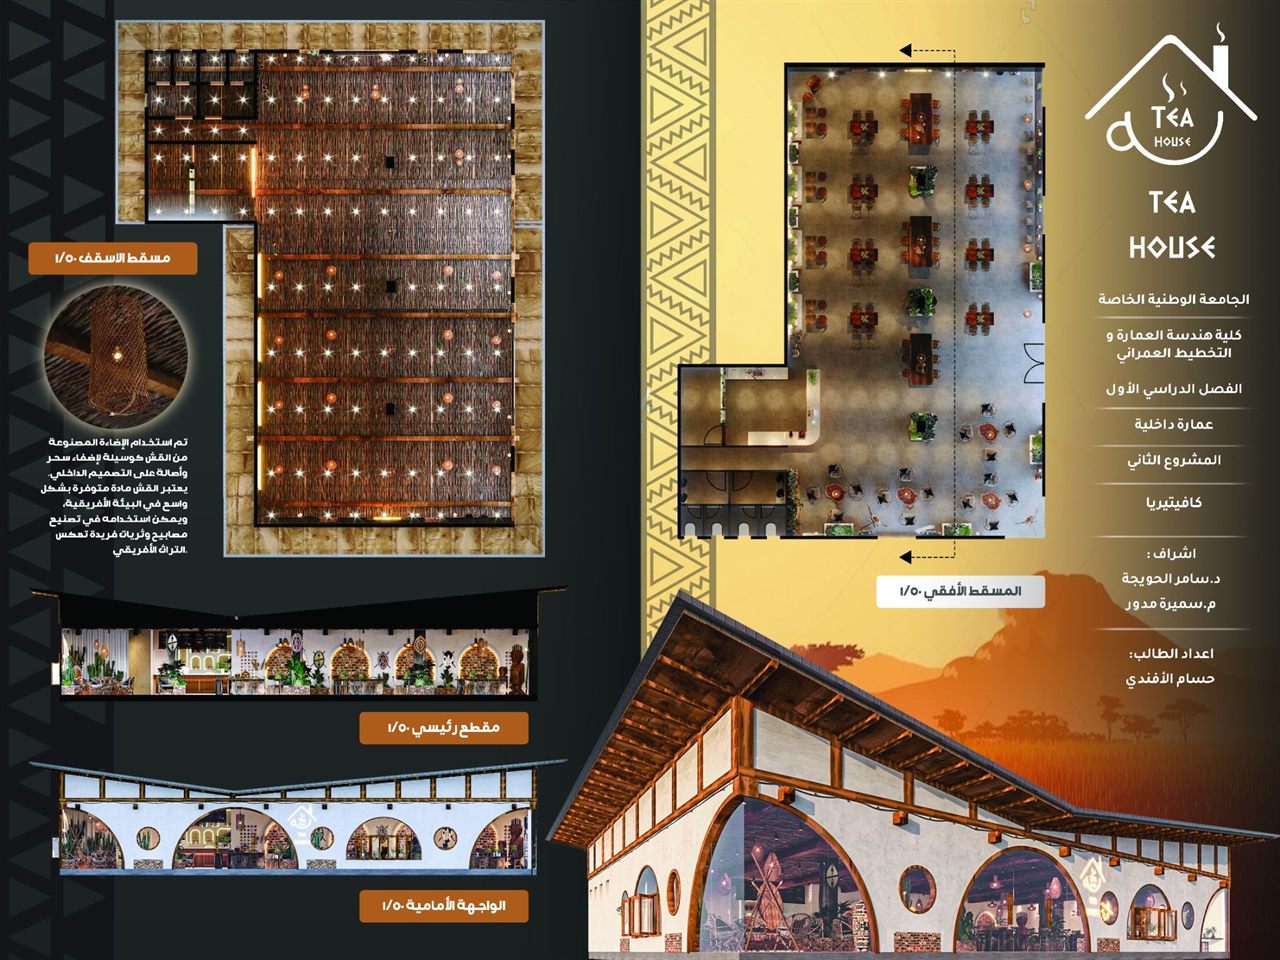 TEA
HOUSE
TEA
HOUSE
الجامعة الوطنية الخاصة
كلية هندسة العمارة و
التخطيط العمراني
الفصل الدراسي الأول
عمارة داخلية
المشروع الثاني
كافيتيريا
اشراف :
د.سامر الحويجة
م.سميرة مدور
اعداد الطالب:
حسام الأفندي
المسقط الأفقي ١/٥٠
مسقط الاسقف ١/٥٠
تم استخدام الإضاءة المصنوعة
من القش كوسيلة لإضفاء سحر
وأصالة على التصميم الداخلي.
يعتبر القش مادة متوفرة بشكل
واسع في البيئة الأفريقية،
ويمكن استخدامه في تصنيع
مصابيح وثريات فريدة تعكس
التراث الأفريقي.
مقطع رئيسي ١/٥٠
الواجهة الأمامية ١/٥٠